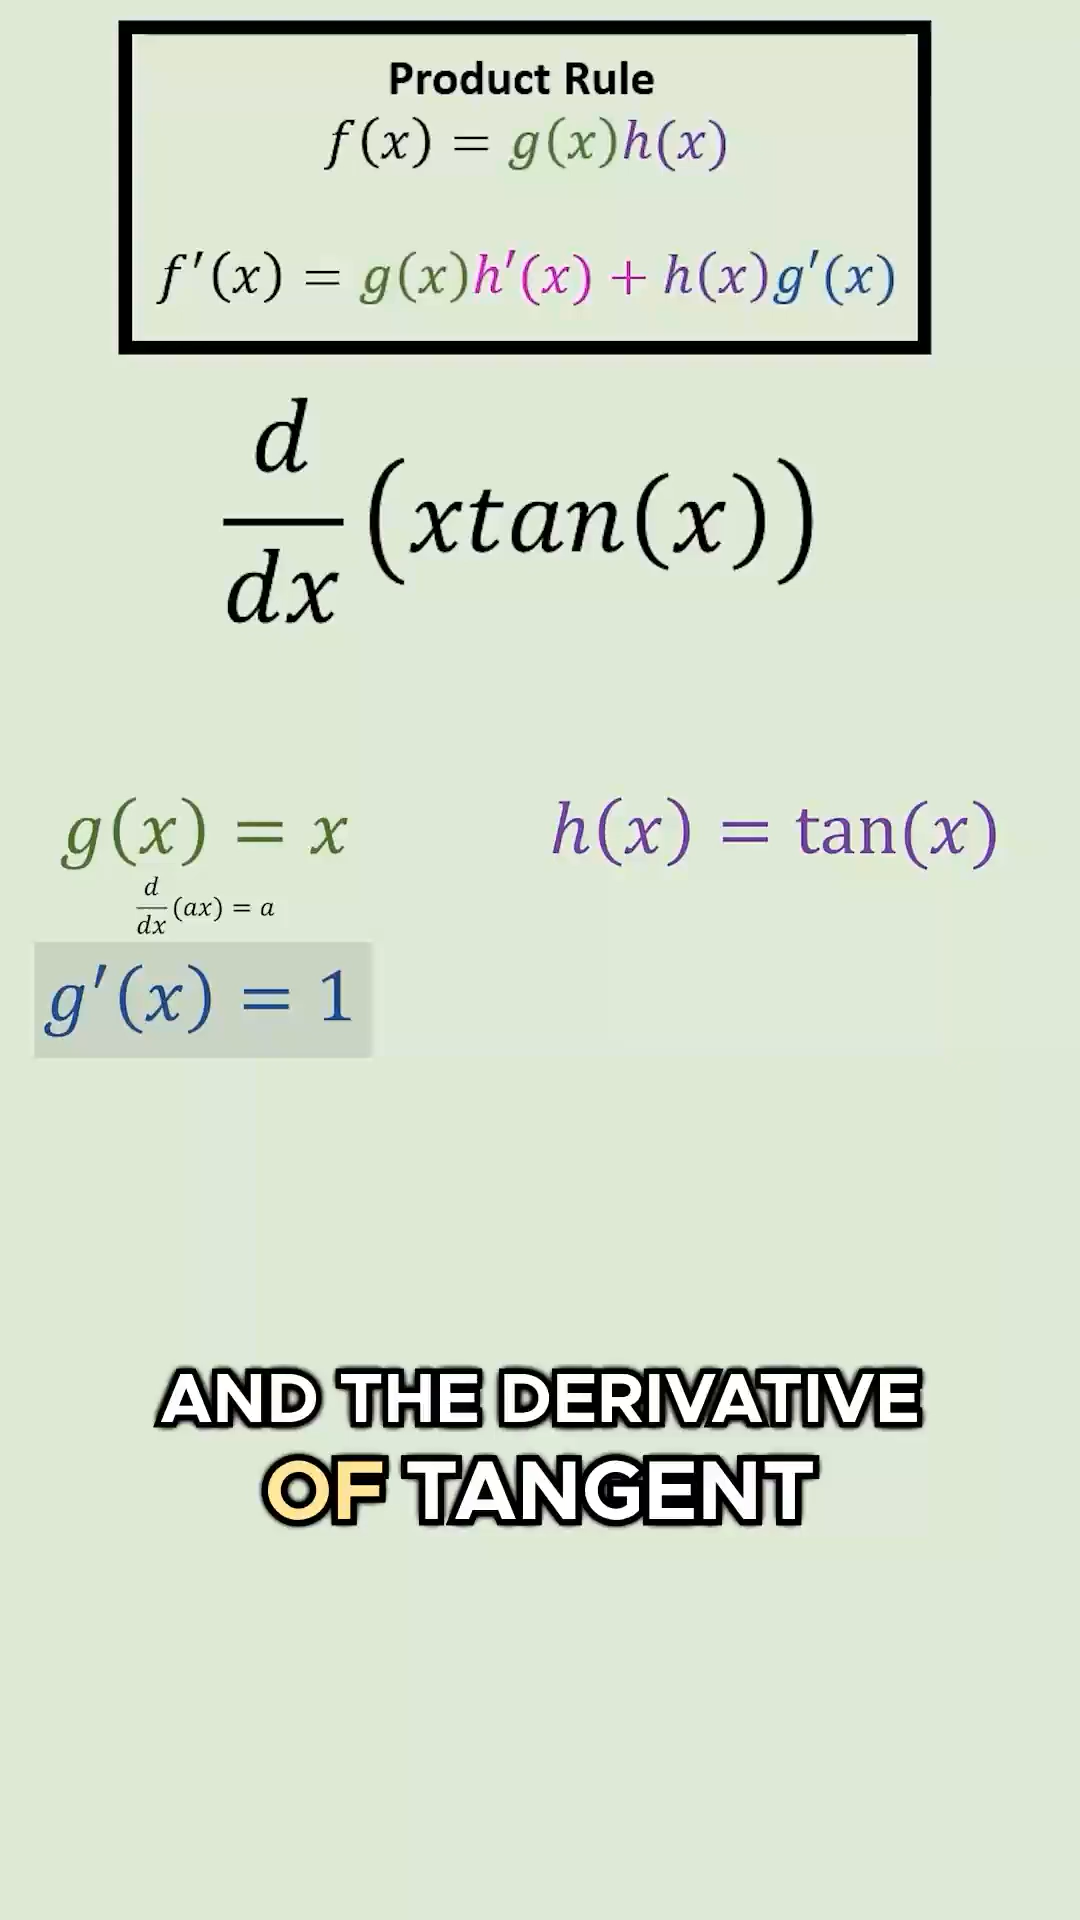 Product Rule
f(x) = g(x)h(x)
f′(x) = g(x)h′(x) + h(x)g′(x)
d/dx (xtan(x))
g(x) = x
h(x) = tan(x)
d/dx (ax) = a
g′(x) = 1
AND THE DERIVATIVE
OF TANGENT